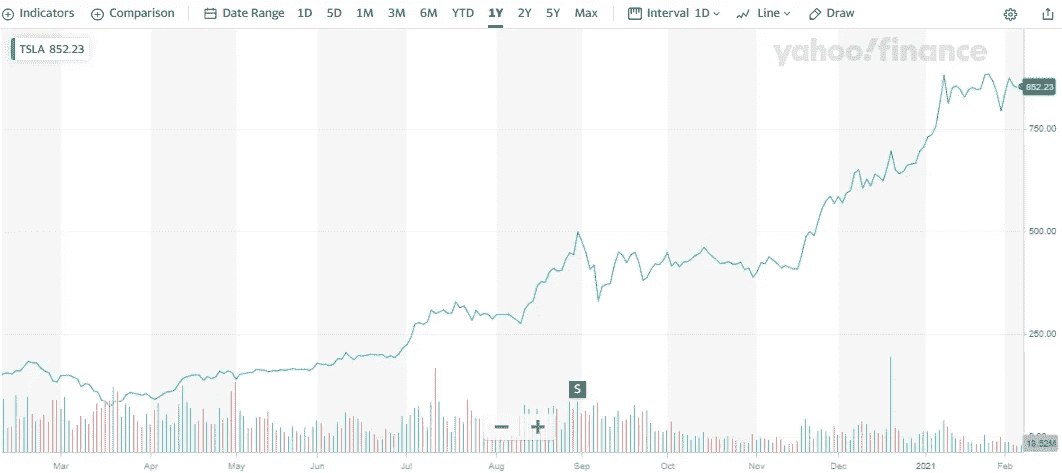 Indicators Comparison Date Range 1D 5D 1M 3M 6M YTD 1Y 2Y 5Y Max Interval 1D Line Draw
TSLA 852.23
yahoo!finance
852.23
750.00
500.00
250.00
S
0.00
18.52M
Mar Apr May Jun Jul Aug Sep Oct Nov Dec 2021 Feb